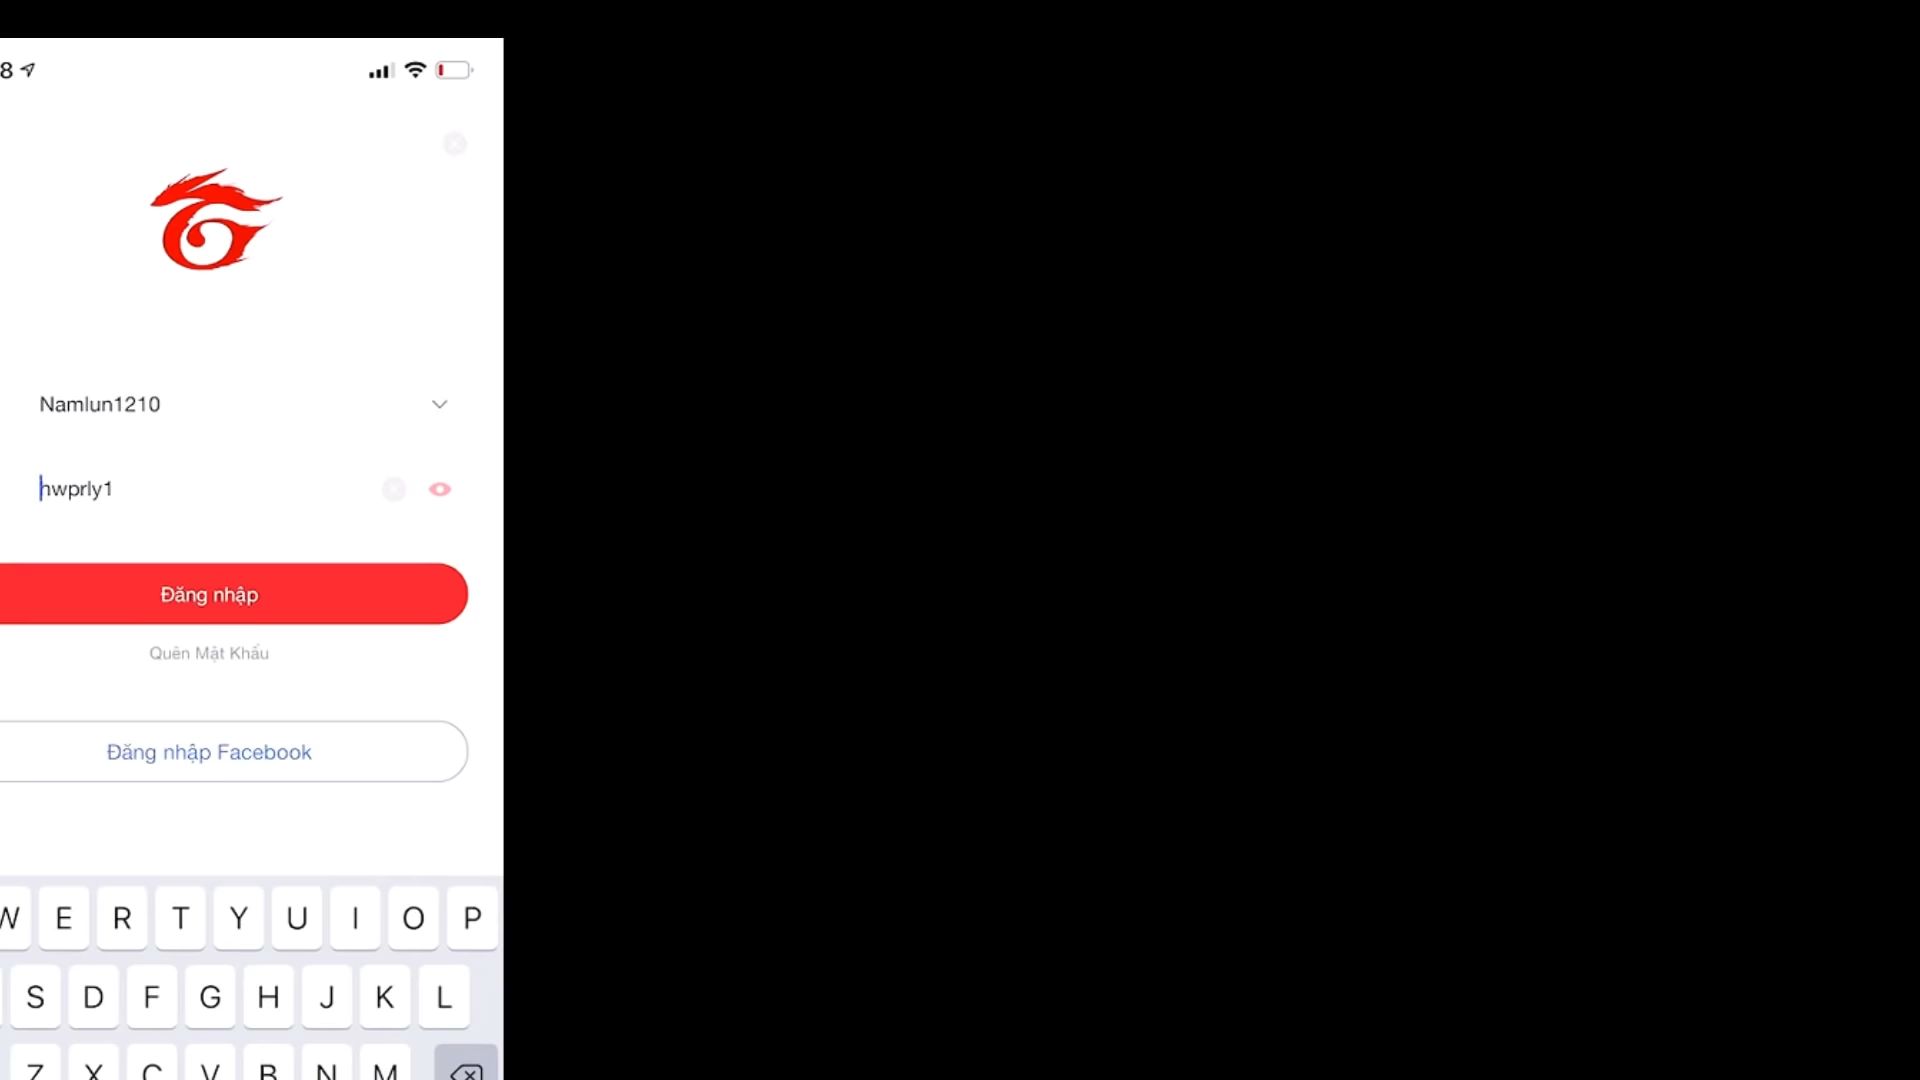 8
Namlun1210
hwprly1
Đăng nhập
Quên Mật Khẩu
Đăng nhập Facebook
W E R T Y U I O P
S D F G H J K L
Z X C V B N M